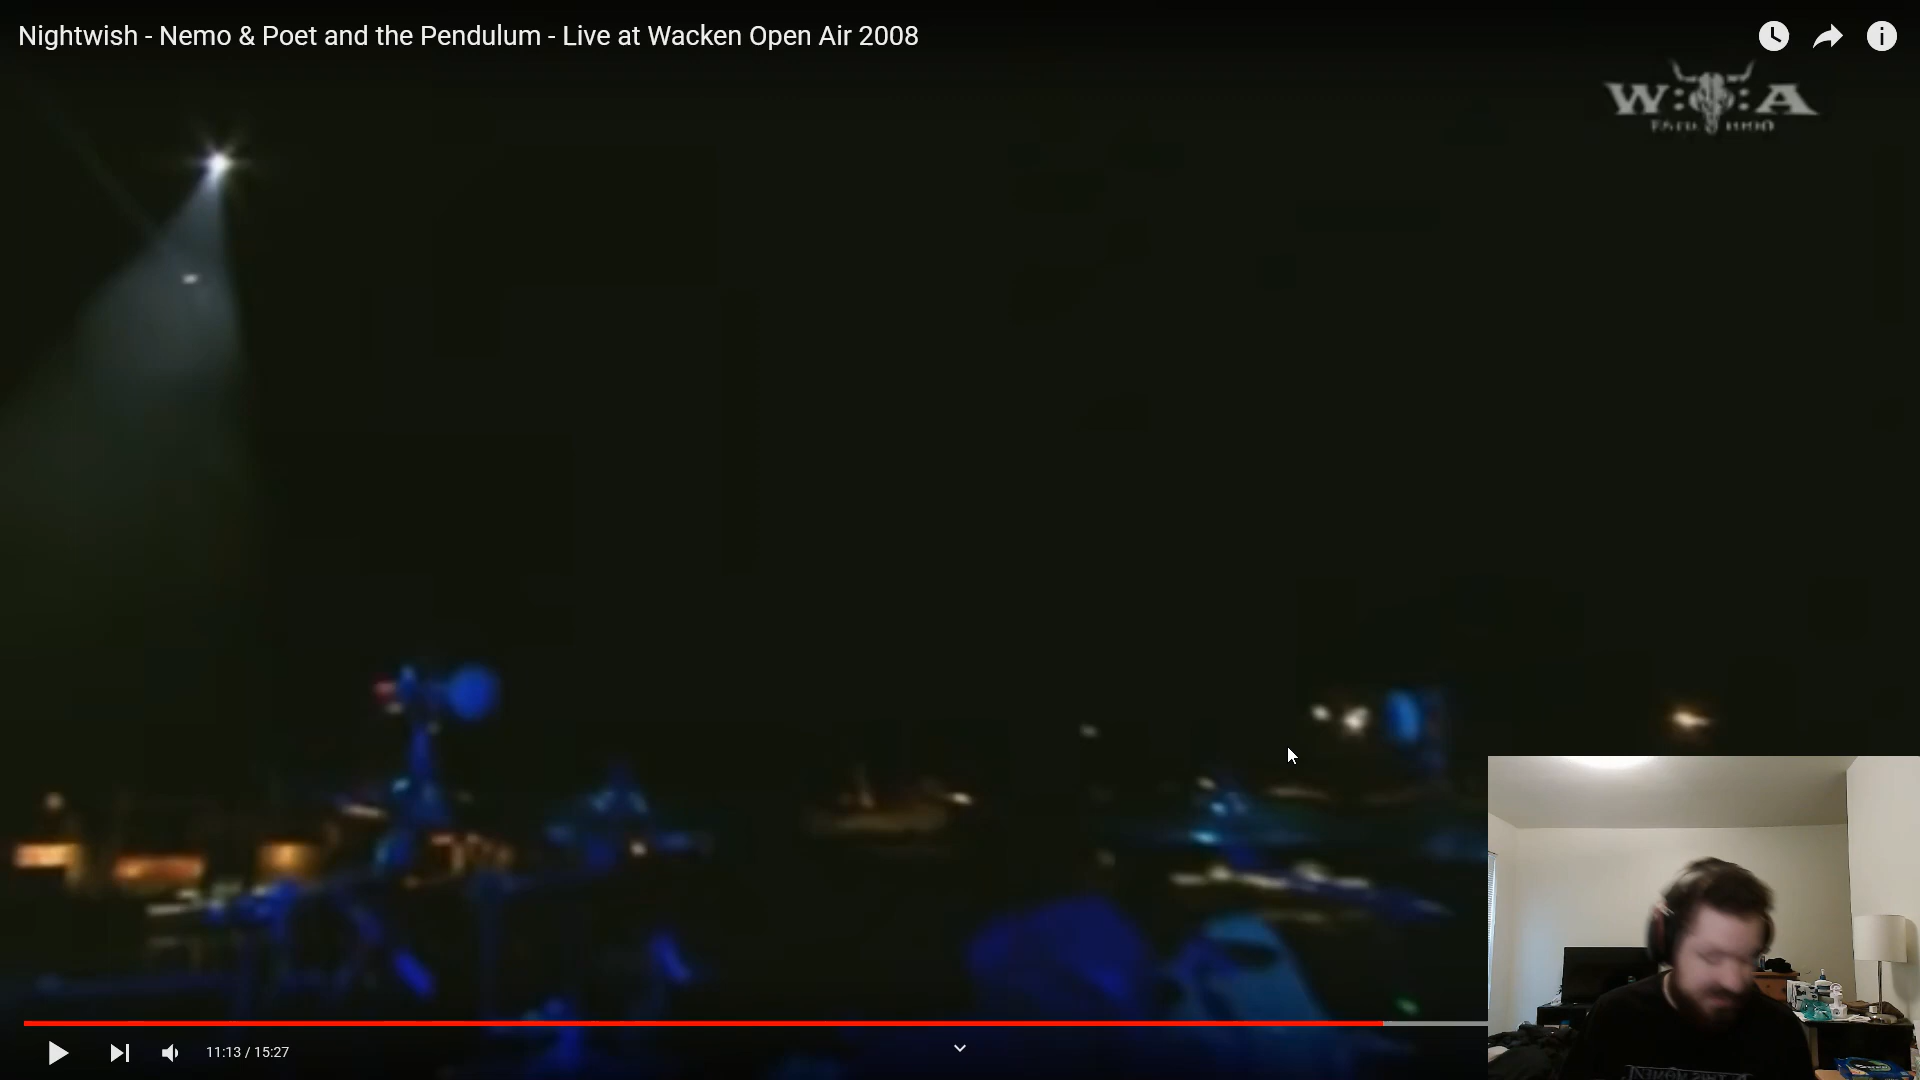 Nightwish - Nemo & Poet and the Pendulum - Live at Wacken Open Air 2008
W:O:A
11:13 / 15:27